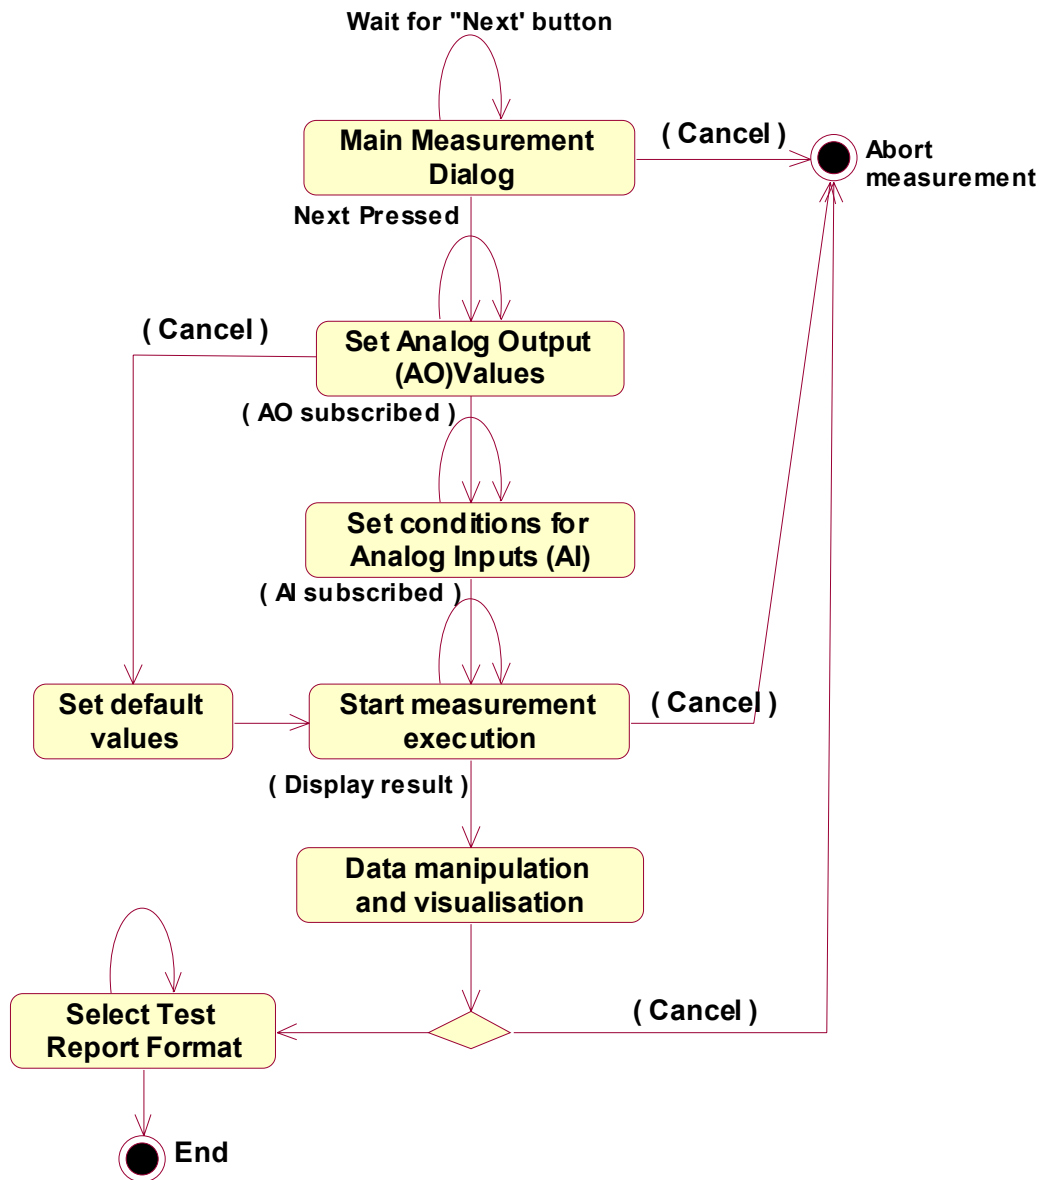 Wait for "Next' button
Main Measurement
Dialog
( Cancel )
Abort
measurement
Next Pressed
( Cancel )
Set Analog Output
(AO)Values
( AO subscribed )
Set conditions for
Analog Inputs (AI)
( AI subscribed )
Set default
values
Start measurement
execution
( Cancel )
( Display result )
Data manipulation
and visualisation
Select Test
Report Format
( Cancel )
End